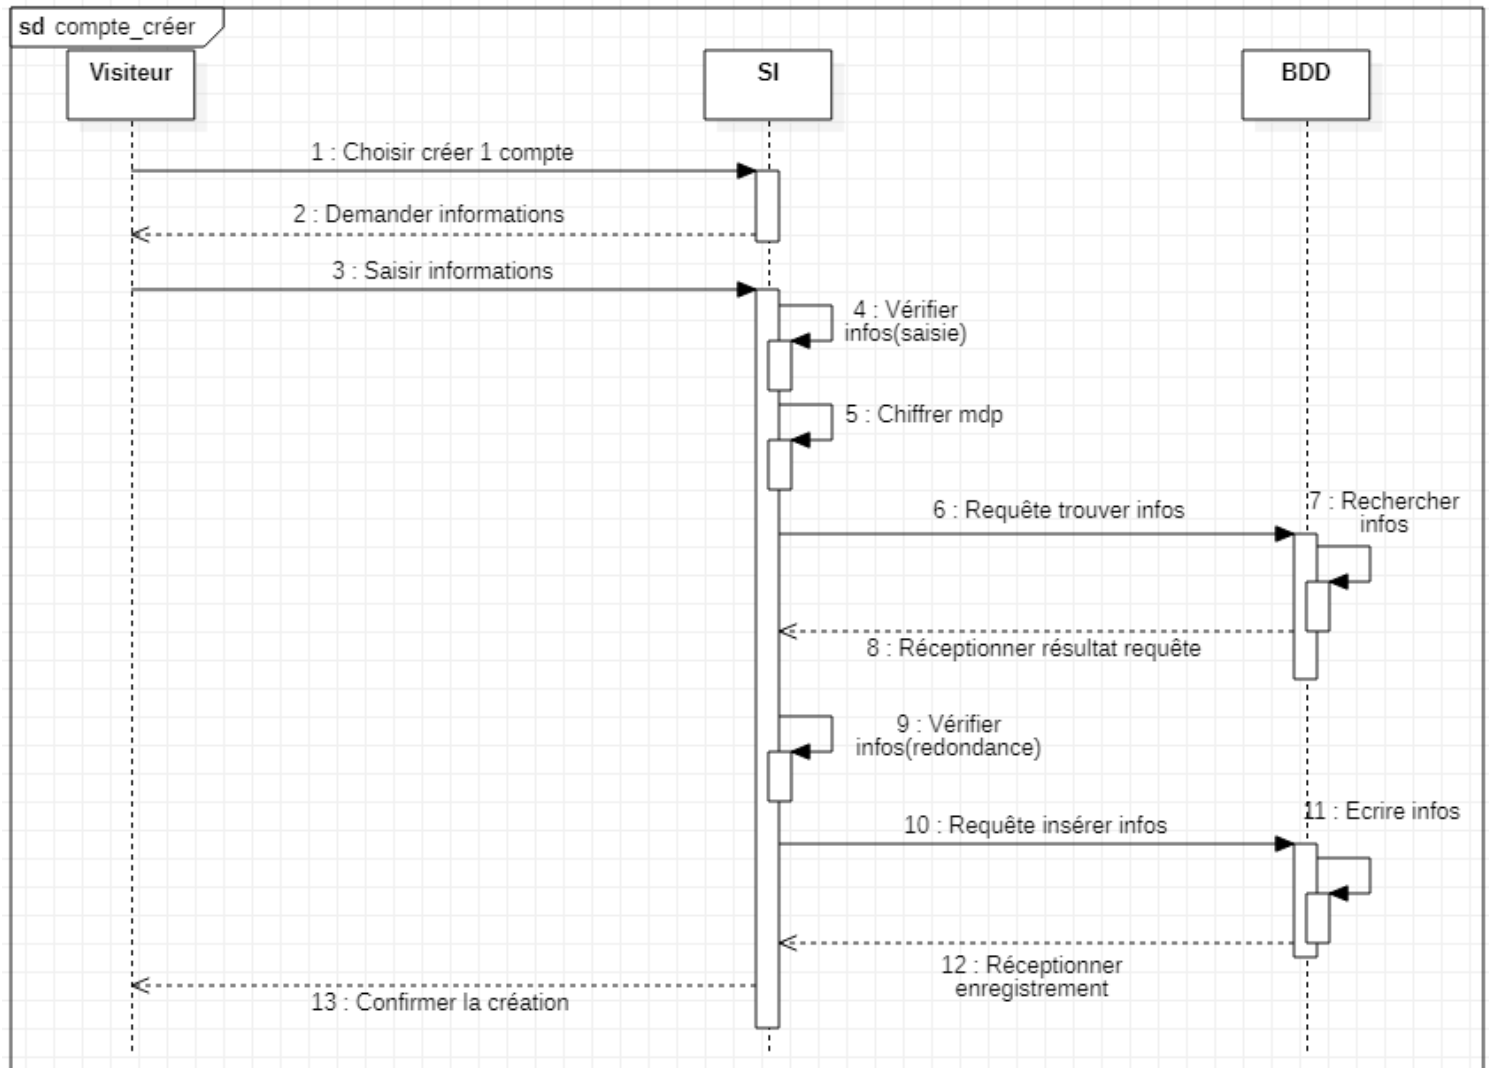 sd compte_créer
Visiteur
SI
BDD
1 : Choisir créer 1 compte
2 : Demander informations
3 : Saisir informations
4 : Vérifier
infos(saisie)
5 : Chiffrer mdp
6 : Requête trouver infos
7 : Rechercher
infos
8 : Réceptionner résultat requête
9 : Vérifier
infos(redondance)
10 : Requête insérer infos
11 : Ecrire infos
12 : Réceptionner
enregistrement
13 : Confirmer la création